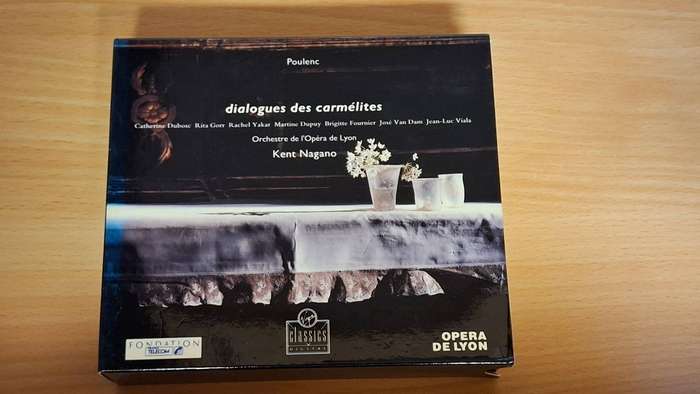 Poulenc
dialogues des carmélites
Catherine Dubosc Rita Gorr Rachel Yakar Martine Dupuy Brigitte Fournier José Van Dam Jean-Luc Viala
Orchestre de l'Opéra de Lyon
Kent Nagano
FONDATION
TELECOM
Virgin
classics
DIGITAL
OPERA
DE LYON